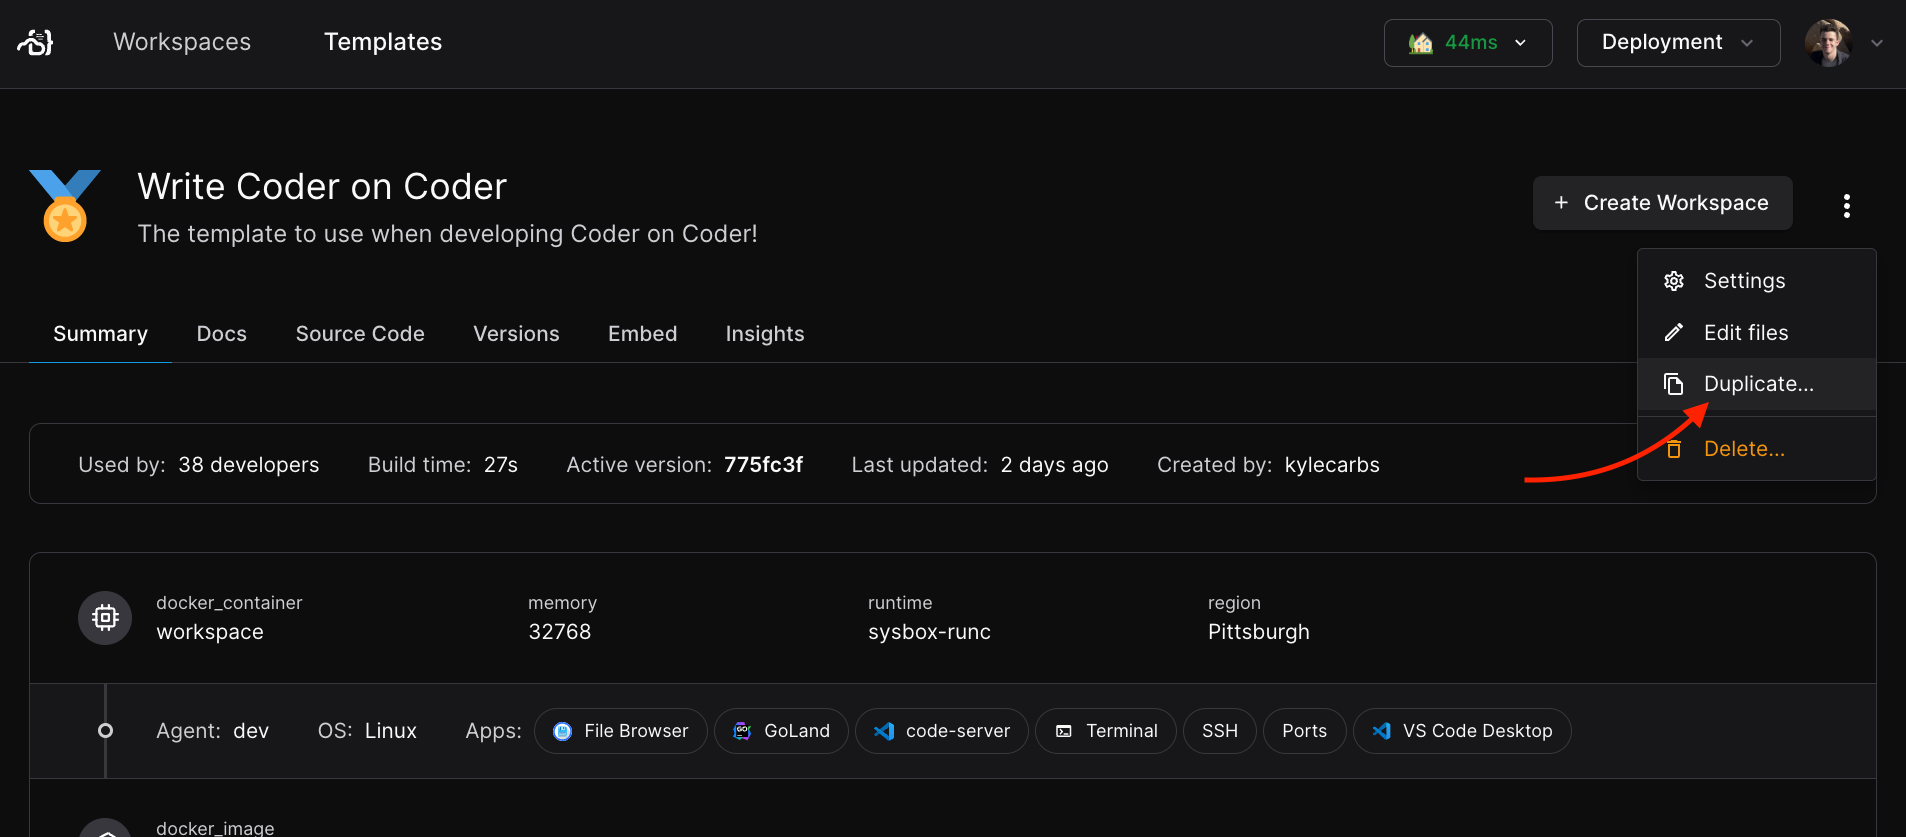 Workspaces Templates 44ms Deployment
Write Coder on Coder
The template to use when developing Coder on Coder!
+ Create Workspace
Settings
Edit files
Duplicate...
Delete...
Summary Docs Source Code Versions Embed Insights
Used by: 38 developers Build time: 27s Active version: 775fc3f Last updated: 2 days ago Created by: kylecarbs
docker_container memory runtime region
workspace 32768 sysbox-runc Pittsburgh
Agent: dev OS: Linux Apps: File Browser GoLand code-server Terminal SSH Ports VS Code Desktop
docker_image